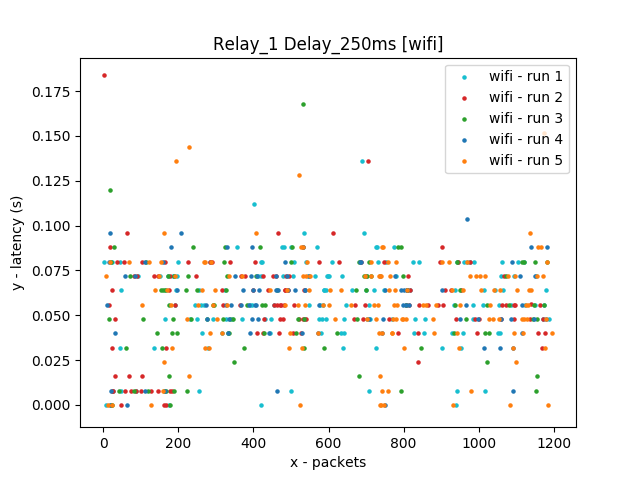 Relay_1 Delay_250ms [wifi]
wifi - run 1
wifi - run 2
wifi - run 3
wifi - run 4
wifi - run 5
y - latency (s)
0.175
0.150
0.125
0.100
0.075
0.050
0.025
0.000
0 200 400 600 800 1000 1200
x - packets